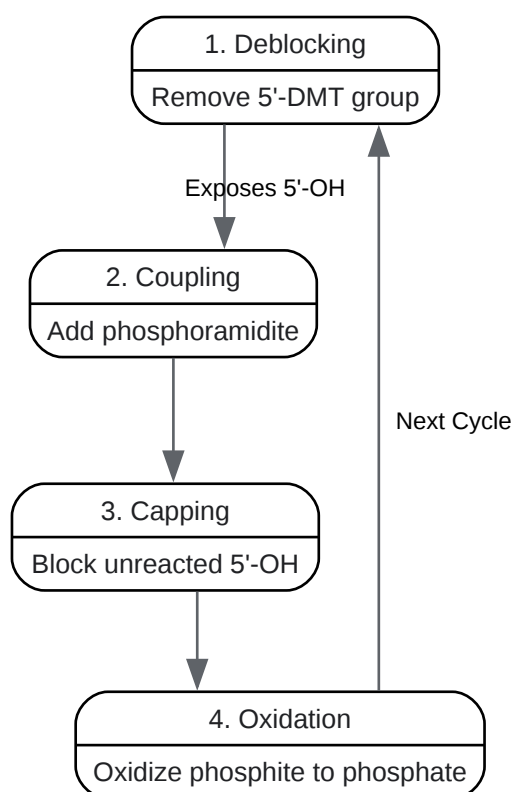 1. Deblocking
Remove 5'-DMT group
Exposes 5'-OH
2. Coupling
Add phosphoramidite
Next Cycle
3. Capping
Block unreacted 5'-OH
4. Oxidation
Oxidize phosphite to phosphate